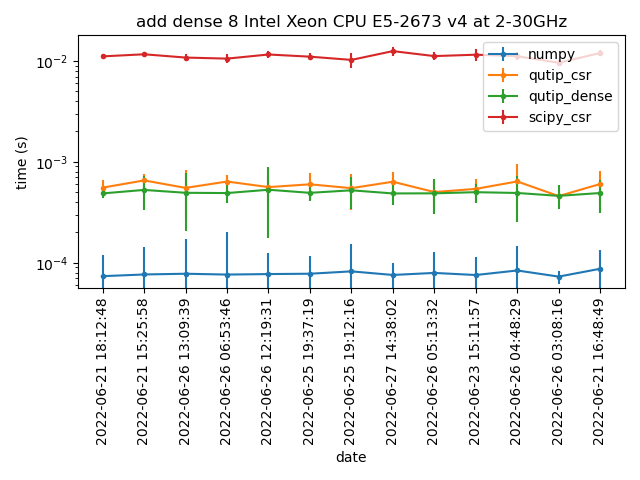 add dense 8 Intel Xeon CPU E5-2673 v4 at 2-30GHz
time (s)
10⁻²
10⁻³
10⁻⁴
numpy
qutip_csr
qutip_dense
scipy_csr
2022-06-21 18:12:48
2022-06-21 15:25:58
2022-06-26 13:09:39
2022-06-26 06:53:46
2022-06-26 12:19:31
2022-06-25 19:37:19
2022-06-25 19:12:16
2022-06-27 14:38:02
2022-06-26 05:13:32
2022-06-23 15:11:57
2022-06-26 04:48:29
2022-06-26 03:08:16
2022-06-21 16:48:49
date